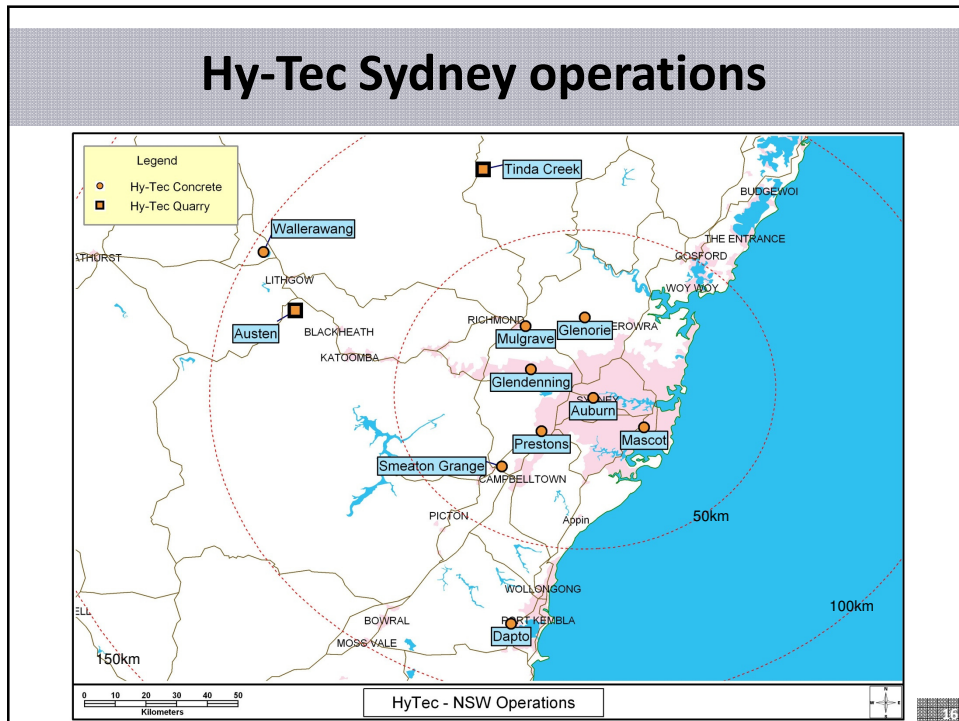 Hy-Tec Sydney operations
Legend
Hy-Tec Concrete
Hy-Tec Quarry
Tinda Creek
BUDGEWOI
Wallerawang
THE ENTRANCE
GOSFORD
ATHURST
LITHGOW
WOY WOY
Austen
BLACKHEATH
RICHMOND
Mulgrave
Glenorie
EROWRA
KATOOMBA
Glendenning
SYDNEY
Auburn
Prestons
Mascot
Smeaton Grange
CAMPBELLTOWN
PICTON
Appin
50km
WOLLONGONG
100km
ELL
BOWRAL
PORT KEMBLA
Dapto
MOSS VALE
150km
0 10 20 30 40 50
Kilometers
HyTec - NSW Operations
N
W E
S
16